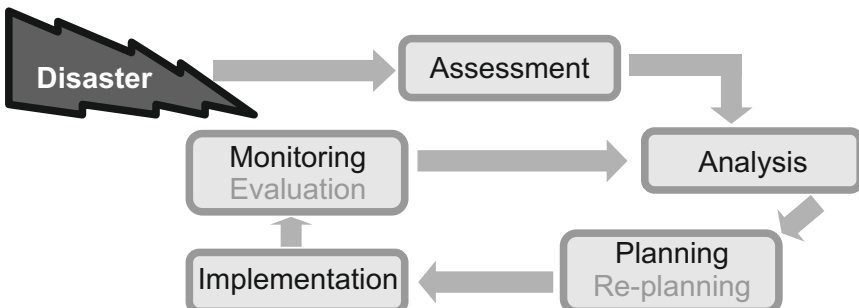 Disaster
Assessment
Monitoring
Evaluation
Analysis
Planning
Re-planning
Implementation